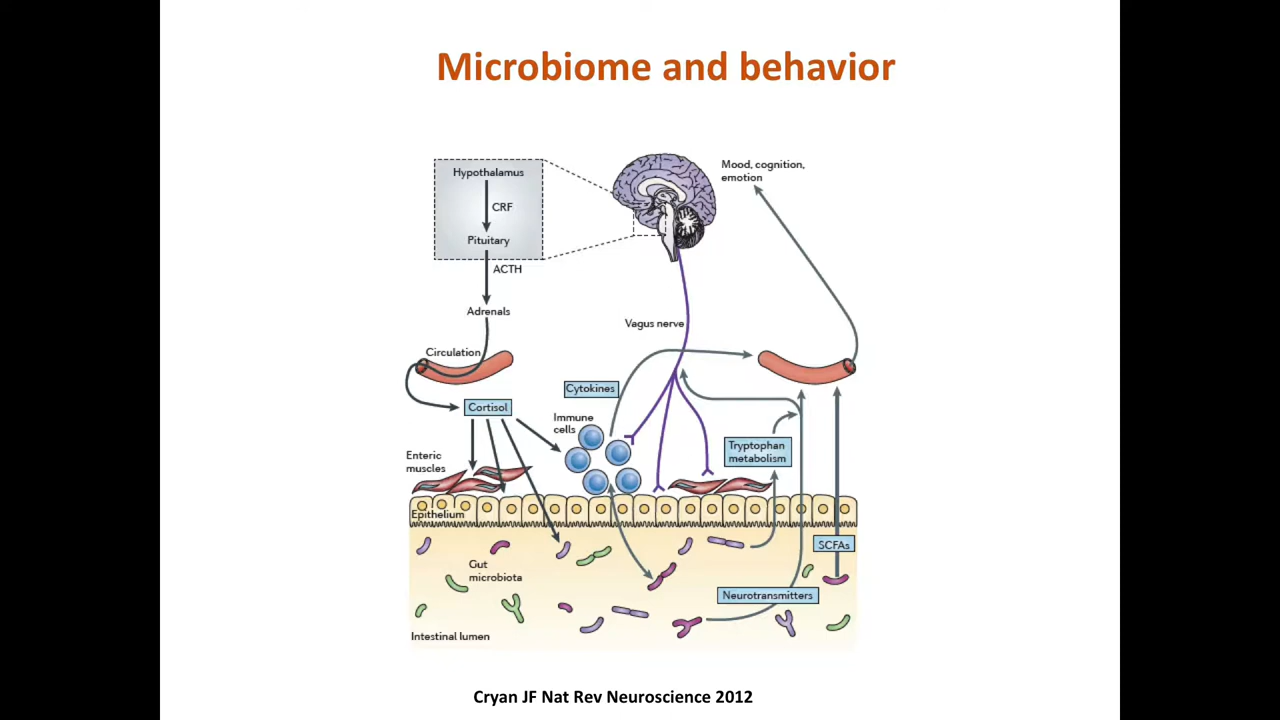 Microbiome and behavior
Hypothalamus
CRF
Pituitary
ACTH
Adrenals
Circulation
Cortisol
Enteric
muscles
Epithelium
Gut
microbiota
Intestinal lumen
Mood, cognition,
emotion
Vagus nerve
Cytokines
Immune
cells
Tryptophan
metabolism
SCFAs
Neurotransmitters
Cryan JF Nat Rev Neuroscience 2012